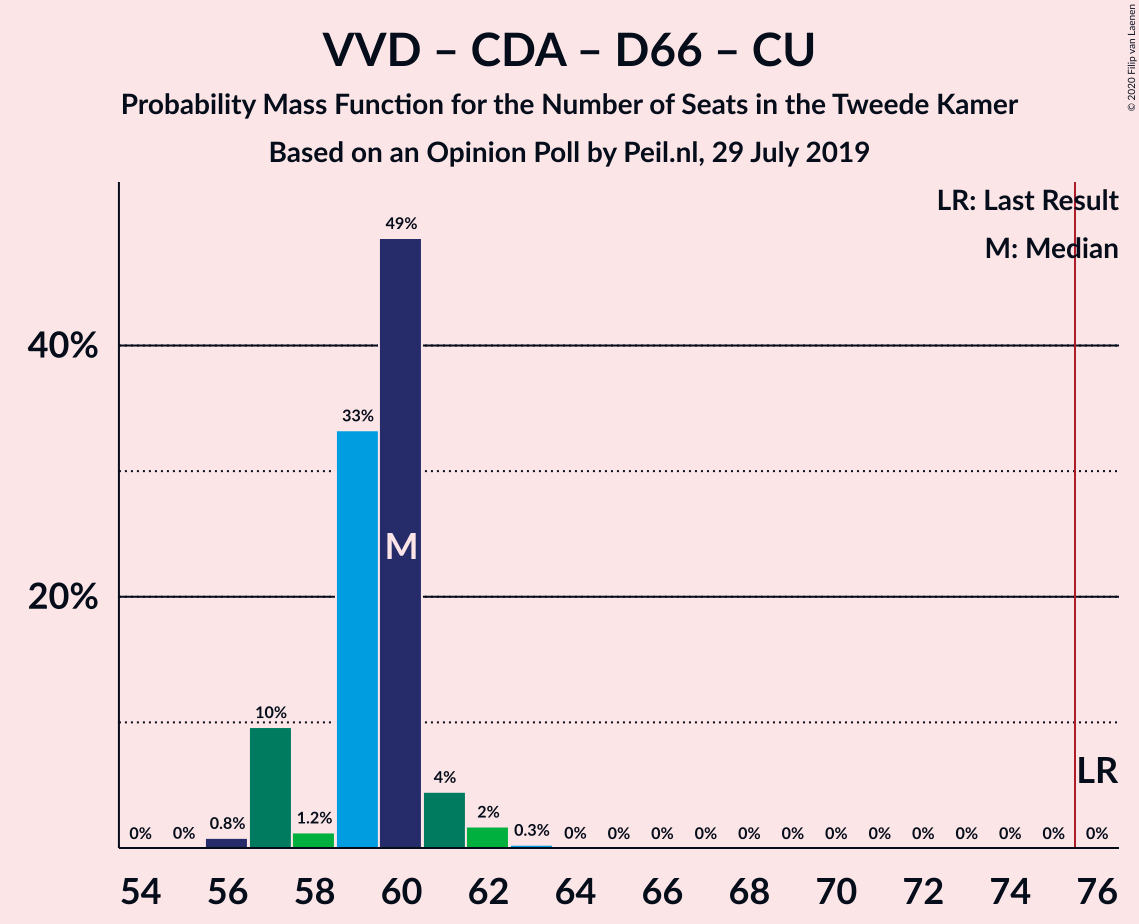 VVD – CDA – D66 – CU
Probability Mass Function for the Number of Seats in the Tweede Kamer
Based on an Opinion Poll by Peil.nl, 29 July 2019
© 2020 Filip van Laenen
LR: Last Result
M: Median
49%
40%
33%
M
20%
10%
LR
4%
2%
0% 0% 0.8% 1.2% 0.3% 0% 0% 0% 0% 0% 0% 0% 0% 0% 0% 0% 0% 0%
54 56 58 60 62 64 66 68 70 72 74 76